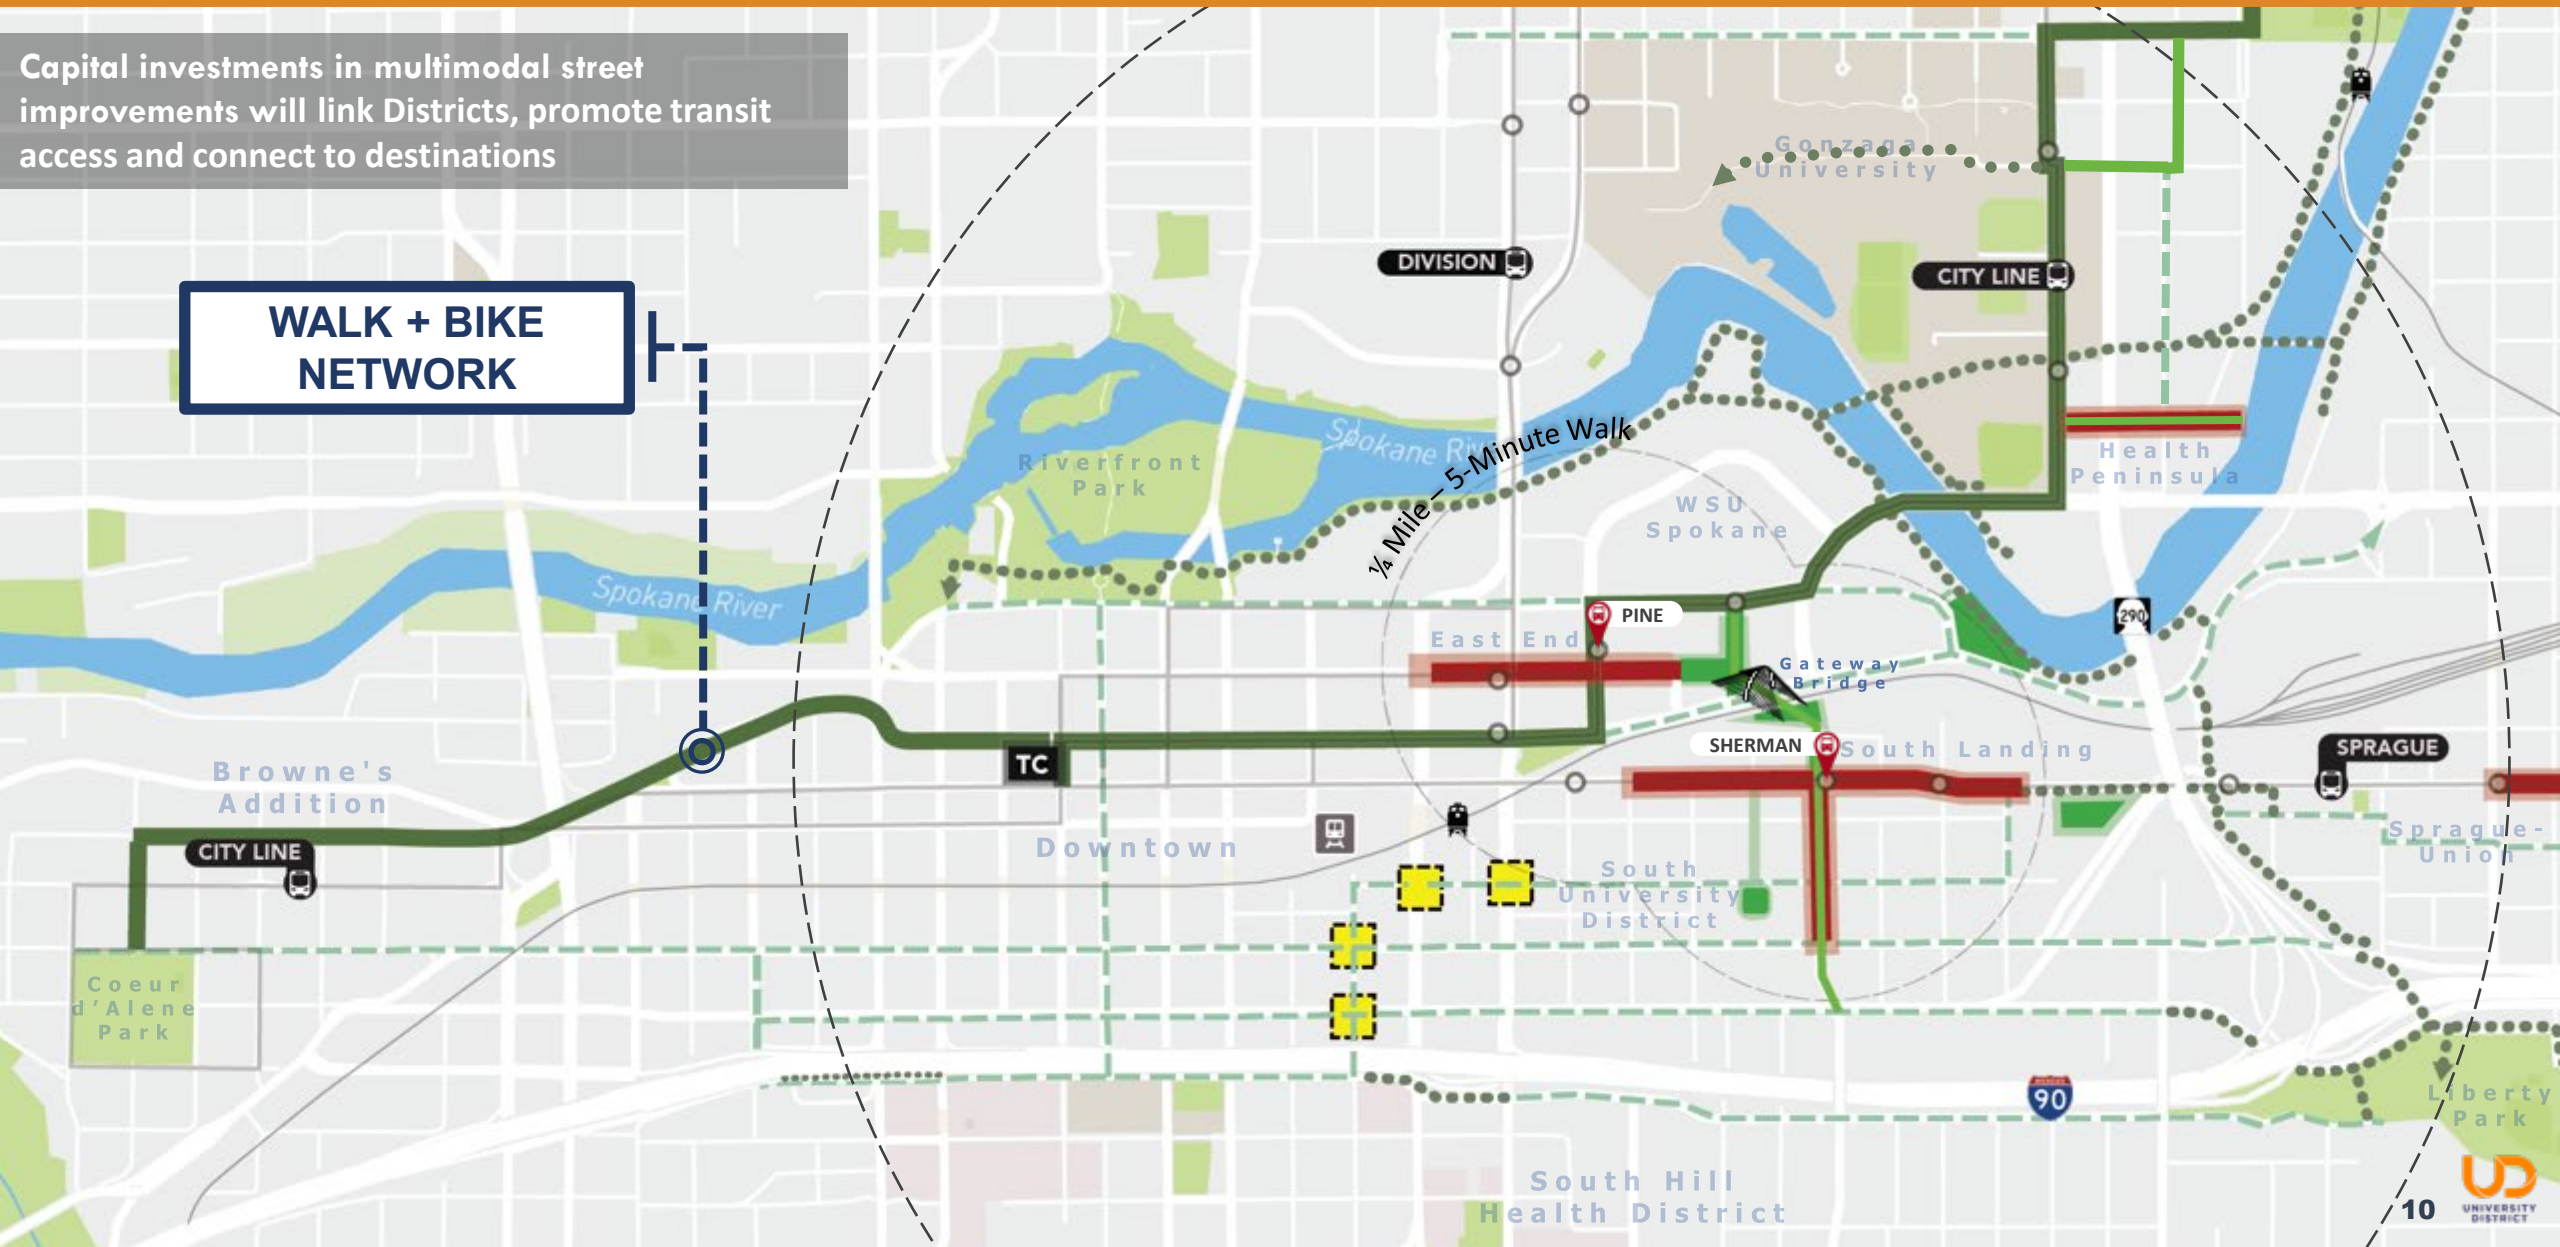 Capital investments in multimodal street
improvements will link Districts, promote transit
access and connect to destinations
Gonzaga
University
DIVISION
CITY LINE
WALK + BIKE
NETWORK
Spokane River
¼ Mile – 5-Minute Walk
Riverfront
Park
Health
Peninsula
WSU
Spokane
Spokane River
PINE
290
East End
Gateway
Bridge
SHERMAN
South Landing
SPRAGUE
TC
Browne's
Addition
CITY LINE
Downtown
Sprague-
Union
South
University
District
Coeur
d'Alene
Park
90
Liberty
Park
South Hill
Health District
10
UD
UNIVERSITY
DISTRICT